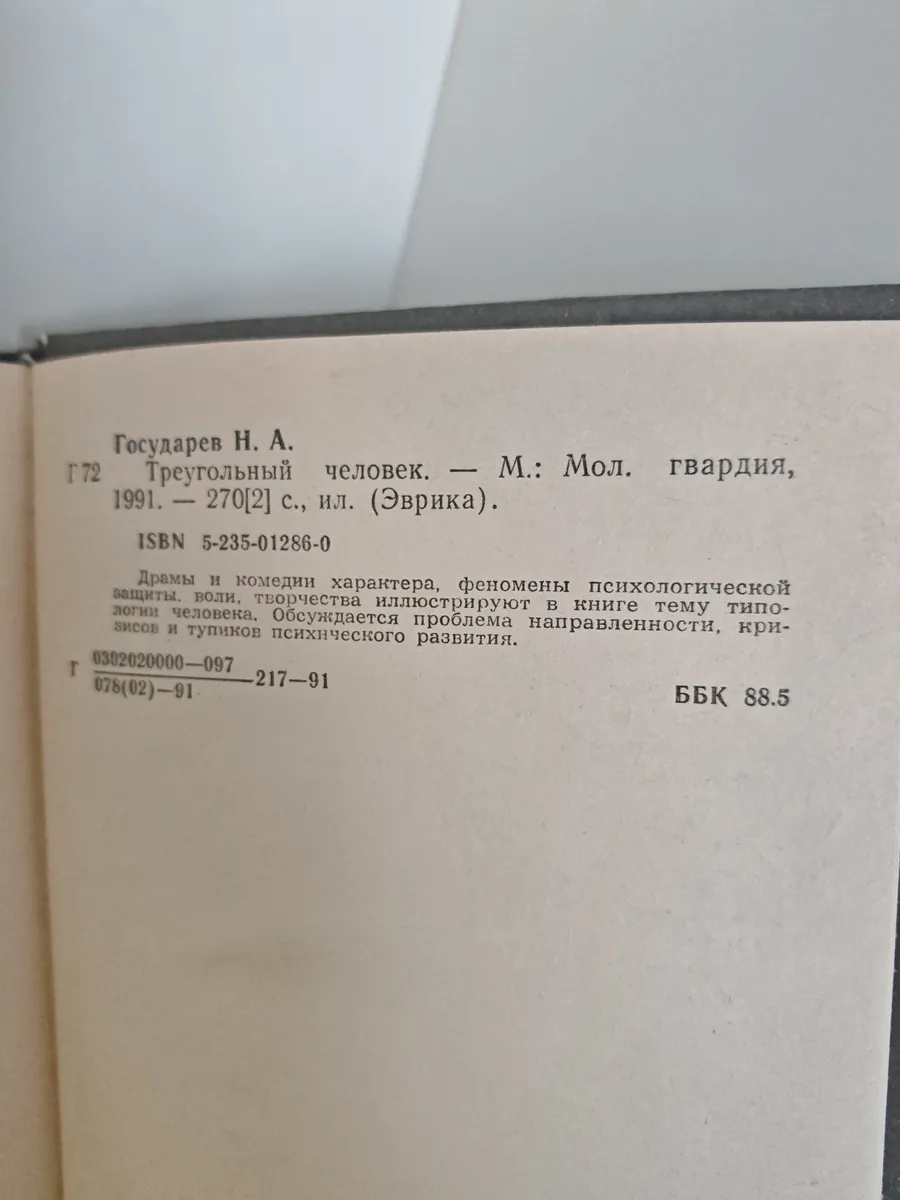 Государев Н. А.
Г72 Треугольный человек. — М.: Мол. гвардия,
1991. — 270[2] с., ил. (Эврика).
ISBN 5-235-01286-0
Драмы и комедии характера, феномены психологической
защиты, воли, творчества иллюстрируют в книге тему типо-
логии человека. Обсуждается проблема направленности, кри-
зисов и тупиков психического развития.
Г 0302020000—097
078(02)—91 —217—91
ББК 88.5